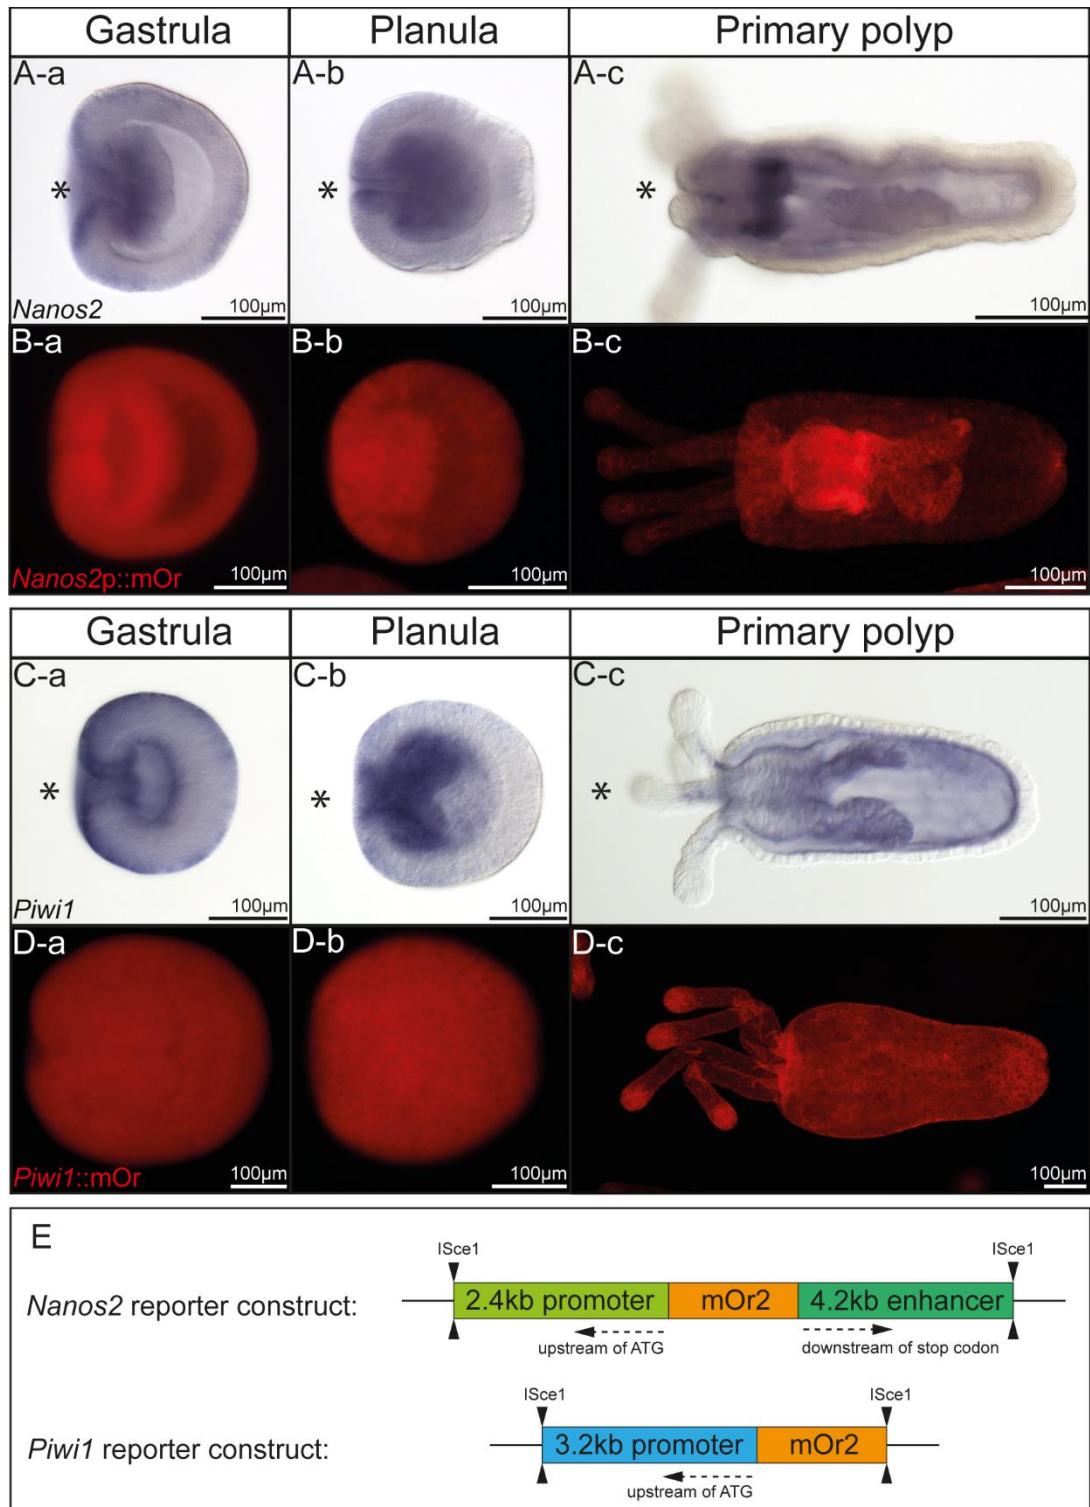 Gastrula Planula Primary polyp
A-a A-b A-c
* * *
Nanos2 100µm 100µm 100µm
B-a B-b B-c
Nanos2p::mOr 100µm 100µm 100µm
Gastrula Planula Primary polyp
C-a C-b C-c
* * *
Piwi1 100µm 100µm 100µm
D-a D-b D-c
Piwi1::mOr 100µm 100µm 100µm
E
ISce1 ISce1
Nanos2 reporter construct: 2.4kb promoter mOr2 4.2kb enhancer
upstream of ATG downstream of stop codon
ISce1 ISce1
Piwi1 reporter construct: 3.2kb promoter mOr2
upstream of ATG